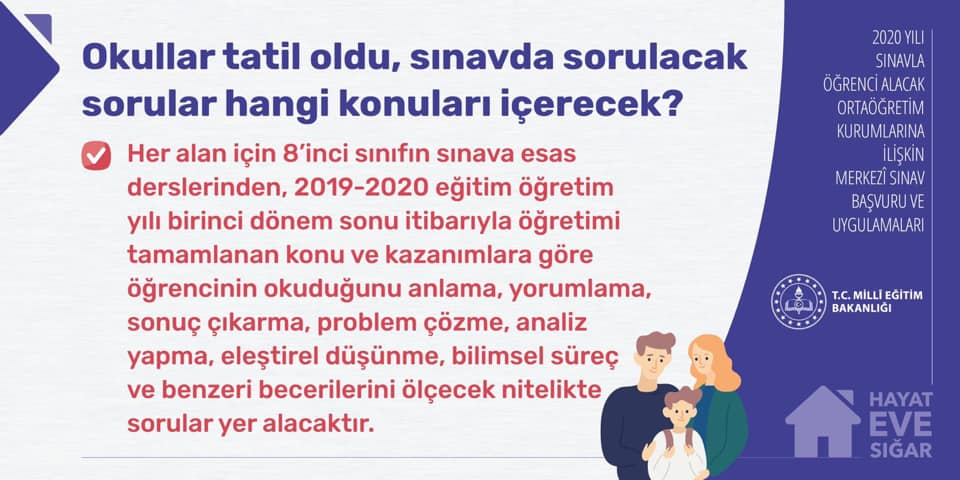 Okullar tatil oldu, sınavda sorulacak
sorular hangi konuları içerecek?
Her alan için 8’inci sınıfın sınava esas
derslerinden, 2019-2020 eğitim öğretim
yılı birinci dönem sonu itibarıyla öğretimi
tamamlanan konu ve kazanımlara göre
öğrencinin okuduğunu anlama, yorumlama,
sonuç çıkarma, problem çözme, analiz
yapma, eleştirel düşünme, bilimsel süreç
ve benzeri becerilerini ölçecek nitelikte
sorular yer alacaktır.
2020 YILI
SINAVLA
ÖĞRENCİ ALACAK
ORTAÖĞRETİM
KURUMLARINA
İLİŞKİN
MERKEZÎ SINAV
BAŞVURU VE
UYGULAMALARI
T.C. MİLLÎ EĞİTİM
BAKANLIĞI
HAYAT
EVE
SIĞAR